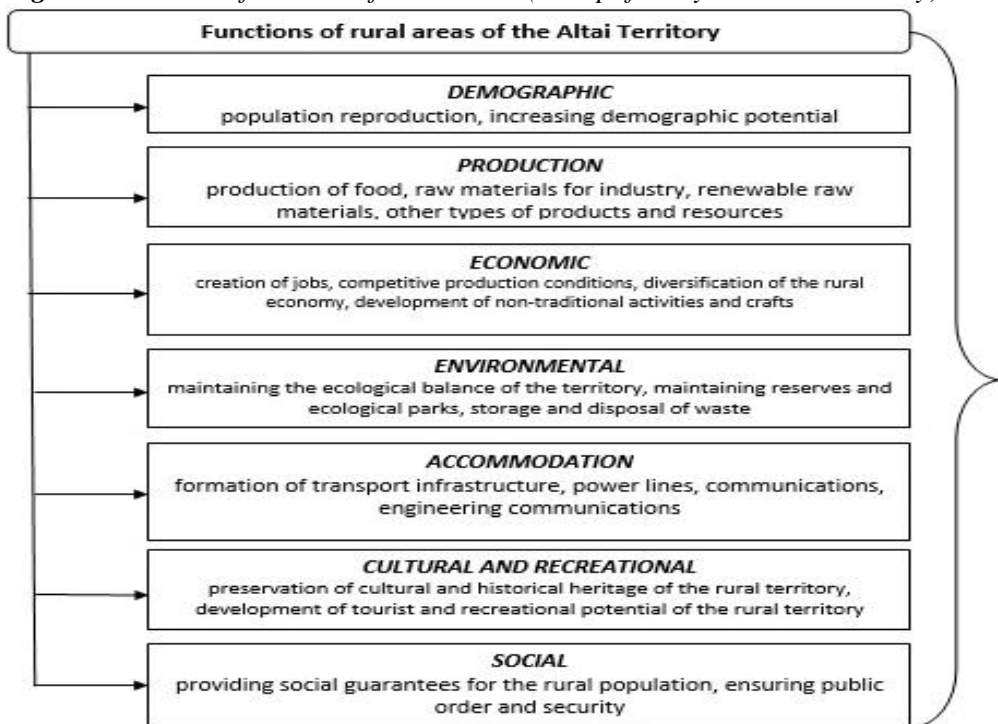 Functions of rural areas of the Altai Territory
DEMOGRAPHIC
population reproduction, increasing demographic potential
PRODUCTION
production of food, raw materials for industry, renewable raw
materials, other types of products and resources
ECONOMIC
creation of jobs, competitive production conditions, diversification of the rural
economy, development of non-traditional activities and crafts
ENVIRONMENTAL
maintaining the ecological balance of the territory, maintaining reserves and
ecological parks, storage and disposal of waste
ACCOMMODATION
formation of transport infrastructure, power lines, communications,
engineering communications
CULTURAL AND RECREATIONAL
preservation of cultural and historical heritage of the rural territory,
development of tourist and recreational potential of the rural territory
SOCIAL
providing social guarantees for the rural population, ensuring public
order and security